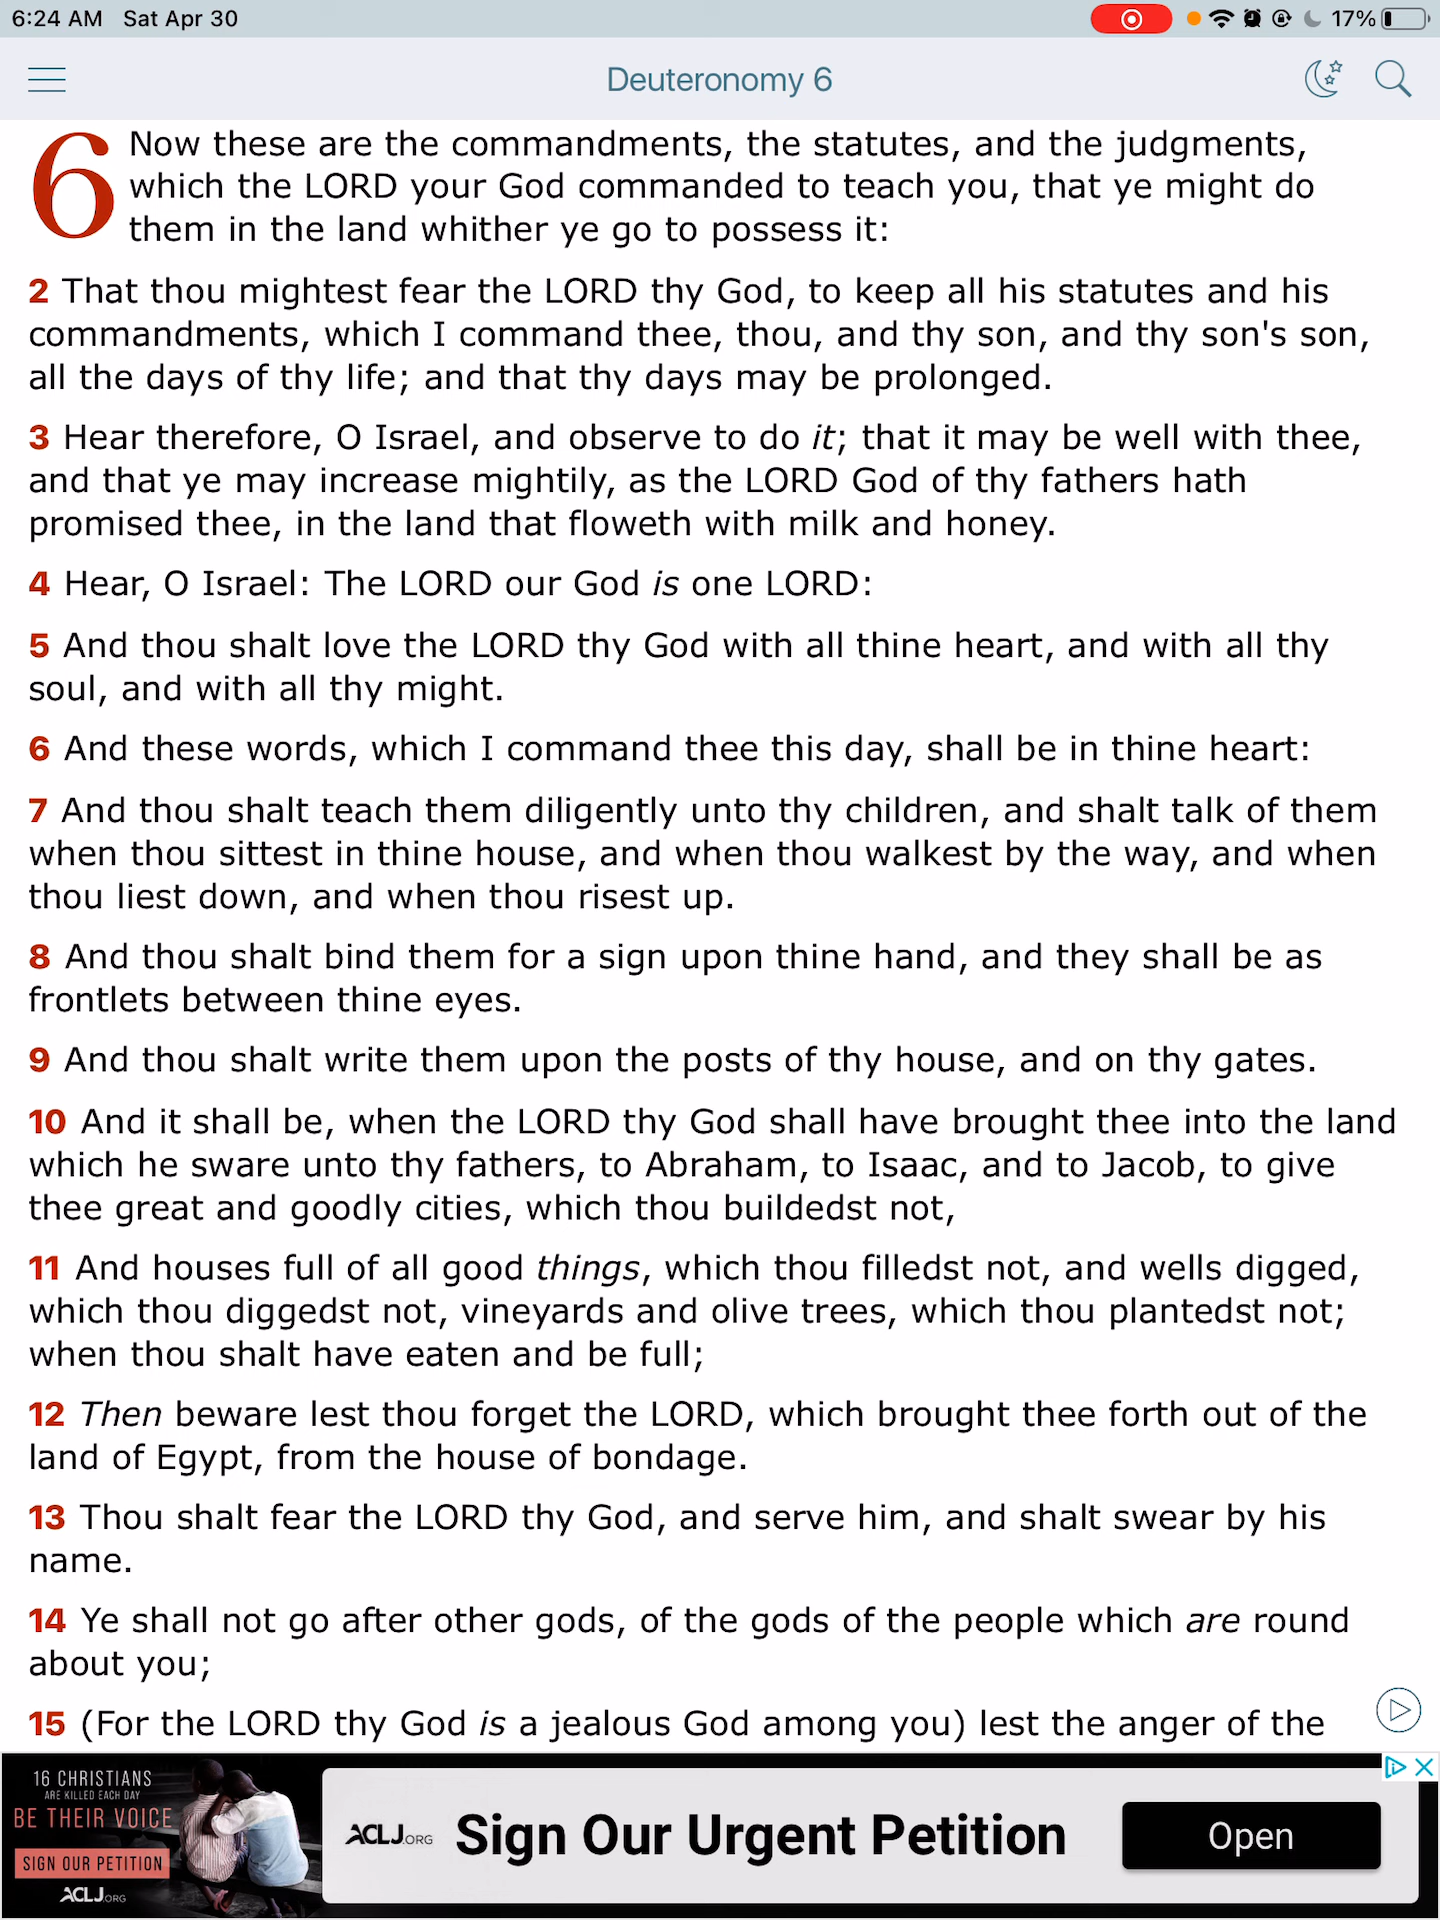 6:24 AM Sat Apr 30
17%
Deuteronomy 6
6 Now these are the commandments, the statutes, and the judgments,
which the LORD your God commanded to teach you, that ye might do
them in the land whither ye go to possess it:
2 That thou mightest fear the LORD thy God, to keep all his statutes and his
commandments, which I command thee, thou, and thy son, and thy son's son,
all the days of thy life; and that thy days may be prolonged.
3 Hear therefore, O Israel, and observe to do it; that it may be well with thee,
and that ye may increase mightily, as the LORD God of thy fathers hath
promised thee, in the land that floweth with milk and honey.
4 Hear, O Israel: The LORD our God is one LORD:
5 And thou shalt love the LORD thy God with all thine heart, and with all thy
soul, and with all thy might.
6 And these words, which I command thee this day, shall be in thine heart:
7 And thou shalt teach them diligently unto thy children, and shalt talk of them
when thou sittest in thine house, and when thou walkest by the way, and when
thou liest down, and when thou risest up.
8 And thou shalt bind them for a sign upon thine hand, and they shall be as
frontlets between thine eyes.
9 And thou shalt write them upon the posts of thy house, and on thy gates.
10 And it shall be, when the LORD thy God shall have brought thee into the land
which he sware unto thy fathers, to Abraham, to Isaac, and to Jacob, to give
thee great and goodly cities, which thou buildedst not,
11 And houses full of all good things, which thou filledst not, and wells digged,
which thou diggedst not, vineyards and olive trees, which thou plantedst not;
when thou shalt have eaten and be full;
12 Then beware lest thou forget the LORD, which brought thee forth out of the
land of Egypt, from the house of bondage.
13 Thou shalt fear the LORD thy God, and serve him, and shalt swear by his
name.
14 Ye shall not go after other gods, of the gods of the people which are round
about you;
15 (For the LORD thy God is a jealous God among you) lest the anger of the
16 CHRISTIANS
ARE KILLED EACH DAY
BE THEIR VOICE
SIGN OUR PETITION
ACLJ.ORG
ACLJ.ORG
Sign Our Urgent Petition
Open